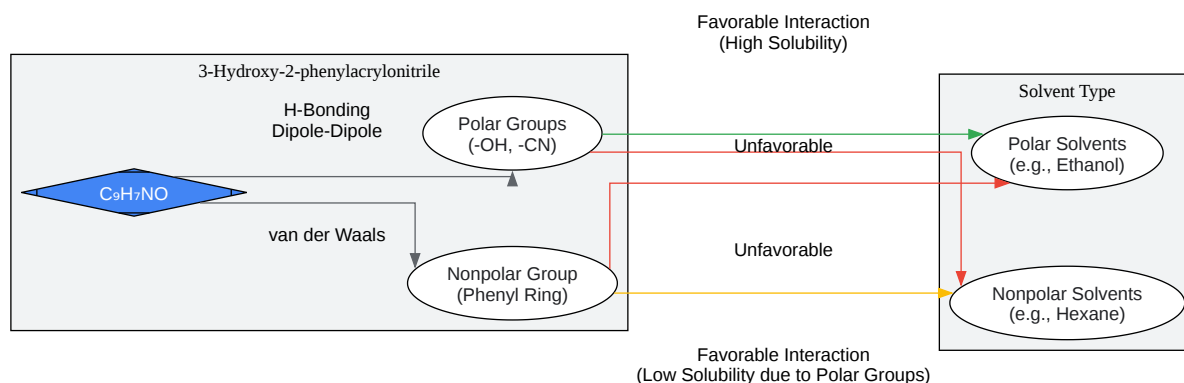 Favorable Interaction
(High Solubility)
3-Hydroxy-2-phenylacrylonitrile
Solvent Type
H-Bonding
Dipole-Dipole
Polar Groups
(-OH, -CN)
Unfavorable
Polar Solvents
(e.g., Ethanol)
C₉H₇NO
van der Waals
Unfavorable
Nonpolar Group
(Phenyl Ring)
Nonpolar Solvents
(e.g., Hexane)
Favorable Interaction
(Low Solubility due to Polar Groups)